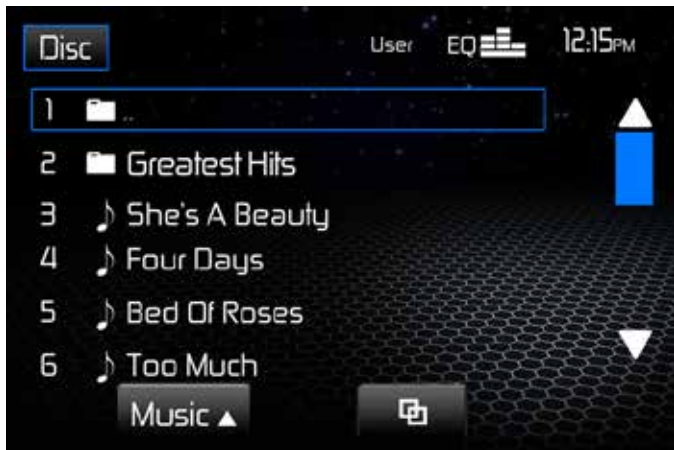 Disc User EQ 12:15PM
1 ..
2 Greatest Hits
3 She's A Beauty
4 Four Days
5 Bed Of Roses
6 Too Much
Music